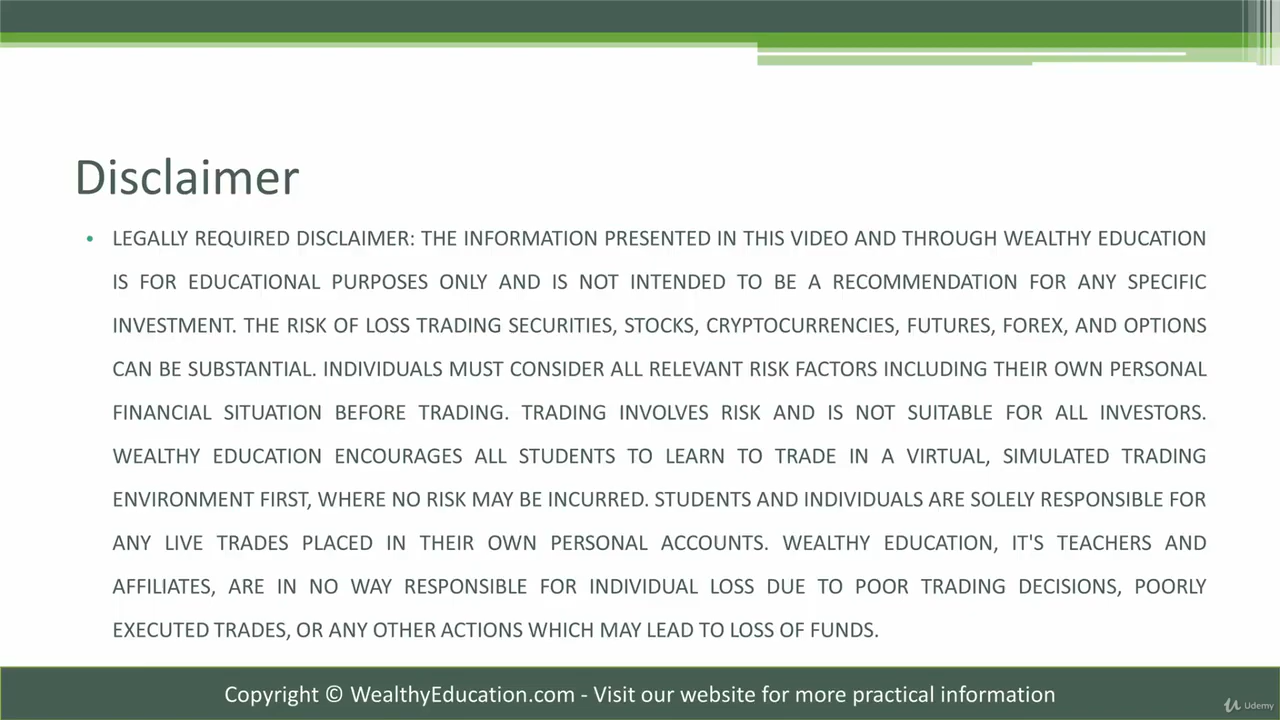 Disclaimer
• LEGALLY REQUIRED DISCLAIMER: THE INFORMATION PRESENTED IN THIS VIDEO AND THROUGH WEALTHY EDUCATION
IS FOR EDUCATIONAL PURPOSES ONLY AND IS NOT INTENDED TO BE A RECOMMENDATION FOR ANY SPECIFIC
INVESTMENT. THE RISK OF LOSS TRADING SECURITIES, STOCKS, CRYPTOCURRENCIES, FUTURES, FOREX, AND OPTIONS
CAN BE SUBSTANTIAL. INDIVIDUALS MUST CONSIDER ALL RELEVANT RISK FACTORS INCLUDING THEIR OWN PERSONAL
FINANCIAL SITUATION BEFORE TRADING. TRADING INVOLVES RISK AND IS NOT SUITABLE FOR ALL INVESTORS.
WEALTHY EDUCATION ENCOURAGES ALL STUDENTS TO LEARN TO TRADE IN A VIRTUAL, SIMULATED TRADING
ENVIRONMENT FIRST, WHERE NO RISK MAY BE INCURRED. STUDENTS AND INDIVIDUALS ARE SOLELY RESPONSIBLE FOR
ANY LIVE TRADES PLACED IN THEIR OWN PERSONAL ACCOUNTS. WEALTHY EDUCATION, IT'S TEACHERS AND
AFFILIATES, ARE IN NO WAY RESPONSIBLE FOR INDIVIDUAL LOSS DUE TO POOR TRADING DECISIONS, POORLY
EXECUTED TRADES, OR ANY OTHER ACTIONS WHICH MAY LEAD TO LOSS OF FUNDS.
Copyright © WealthyEducation.com - Visit our website for more practical information
Udemy